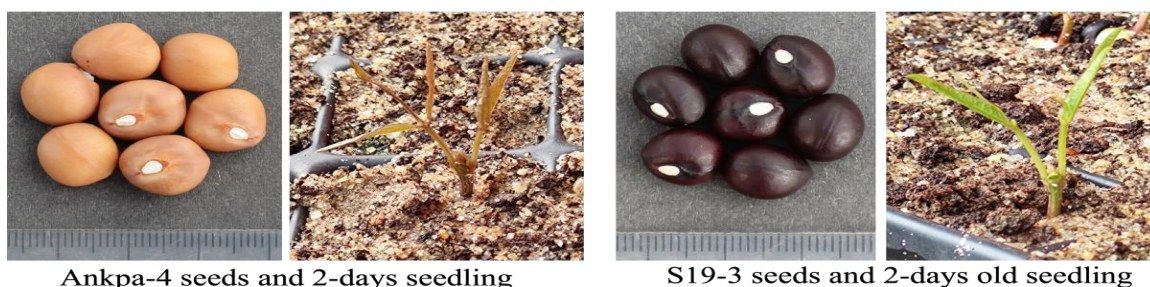 Ankpa-4 seeds and 2-days seedling
S19-3 seeds and 2-days old seedling